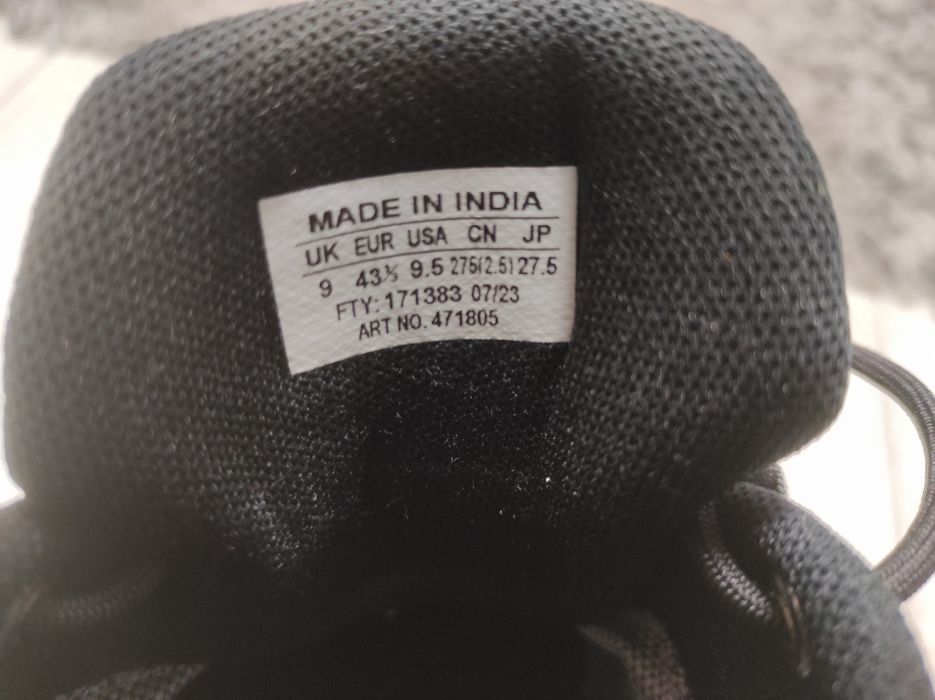 MADE IN INDIA
UK EUR USA CN JP
9 43⅓ 9.5 275(2.5) 27.5
FTY: 171383 07/23
ART NO. 471805